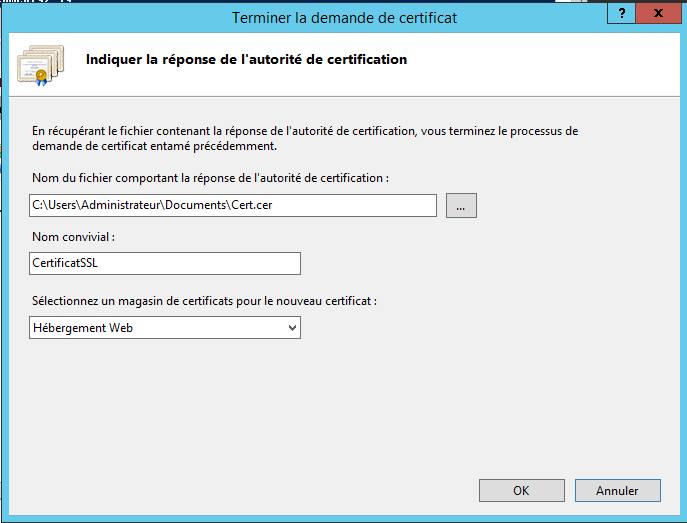 Terminer la demande de certificat
?
x
Indiquer la réponse de l'autorité de certification
En récupérant le fichier contenant la réponse de l'autorité de certification, vous terminez le processus de
demande de certificat entamé précédemment.
Nom du fichier comportant la réponse de l'autorité de certification :
C:\Users\Administrateur\Documents\Cert.cer
...
Nom convivial :
CertificatSSL
Sélectionnez un magasin de certificats pour le nouveau certificat :
Hébergement Web
OK
Annuler